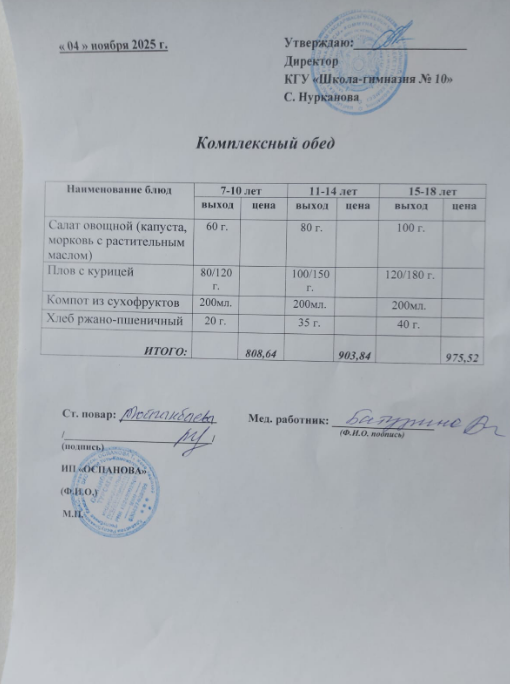 « 04 » ноября 2025 г.
Утверждаю:
Директор
КГУ «Школа-гимназия № 10»
С. Нурканова
Комплексный обед
Наименование блюд 7-10 лет 11-14 лет 15-18 лет
выход цена выход цена выход цена
Салат овощной (капуста, 60 г. 80 г. 100 г.
морковь с растительным
маслом)
Плов с курицей 80/120 100/150 120/180 г.
г. г.
Компот из сухофруктов 200мл. 200мл. 200мл.
Хлеб ржано-пшеничный 20 г. 35 г. 40 г.
ИТОГО: 808,64 903,84 975,52
Ст. повар: Мед. работник:
(подпись) (Ф.И.О. подпись)
ИП «ОСПАНОВА»
(Ф.И.О.)
М.П.